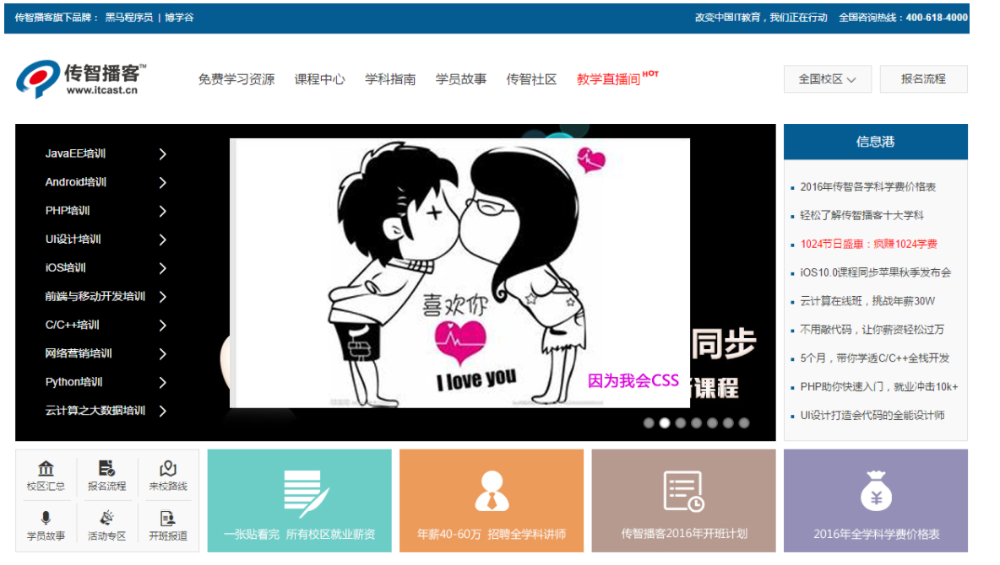 传智播客旗下品牌： 黑马程序员 | 博学谷
改变中国IT教育，我们正在行动 全国咨询热线：400-618-4000
传智播客™
www.itcast.cn
免费学习资源 课程中心 学科指南 学员故事 传智社区 教学直播间 HOT
全国校区 报名流程
JavaEE培训
Android培训
PHP培训
UI设计培训
iOS培训
前端与移动开发培训
C/C++培训
网络营销培训
Python培训
云计算之大数据培训
喜欢你
I love you
因为我会CSS
同步
课程
信息港
2016年传智各学科学费价格表
轻松了解传智播客十大学科
1024节日盛惠：疯赚1024学费
iOS10.0课程同步苹果秋季发布会
云计算在线班，挑战年薪30W
不用敲代码，让你薪资轻松过万
5个月，带你学透C/C++全栈开发
PHP助你快速入门，就业冲击10k+
UI设计打造会代码的全能设计师
校区汇总 报名流程 来校路线
学员故事 活动专区 开班报道
一张贴看完 所有校区就业薪资
年薪40-60万 招聘全学科讲师
传智播客2016年开班计划
¥
2016年全学科学费价格表